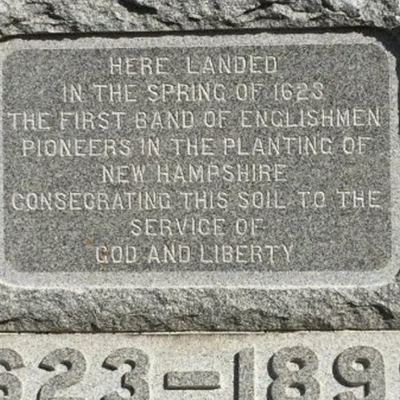 HERE LANDED
IN THE SPRING OF 1623
THE FIRST BAND OF ENGLISHMEN
PIONEERS IN THE PLANTING OF
NEW HAMPSHIRE
CONSECRATING THIS SOIL TO THE
SERVICE OF
GOD AND LIBERTY
623-189